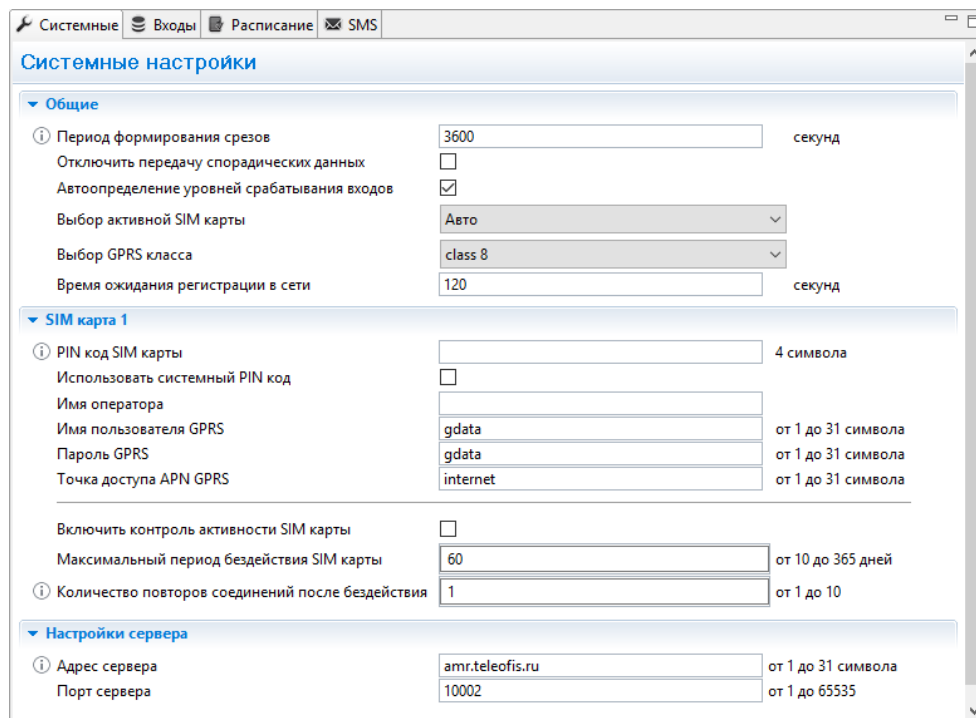 Системные Входы Расписание SMS
Системные настройки
Общие
Период формирования срезов 3600 секунд
Отключить передачу спорадических данных
Автоопределение уровней срабатывания входов
Выбор активной SIM карты Авто
Выбор GPRS класса class 8
Время ожидания регистрации в сети 120 секунд
SIM карта 1
PIN код SIM карты 4 символа
Использовать системный PIN код
Имя оператора
Имя пользователя GPRS gdata от 1 до 31 символа
Пароль GPRS gdata от 1 до 31 символа
Точка доступа APN GPRS internet от 1 до 31 символа
Включить контроль активности SIM карты
Максимальный период бездействия SIM карты 60 от 10 до 365 дней
Количество повторов соединений после бездействия 1 от 1 до 10
Настройки сервера
Адрес сервера amr.teleofis.ru от 1 до 31 символа
Порт сервера 10002 от 1 до 65535